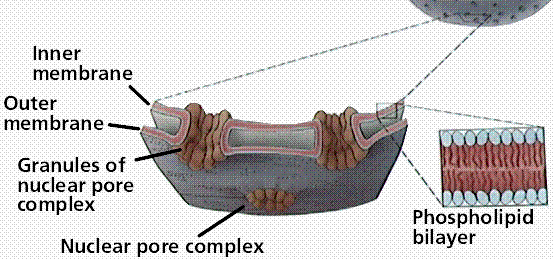 Inner
membrane
Outer
membrane
Granules of
nuclear pore
complex
Nuclear pore complex
Phospholipid
bilayer